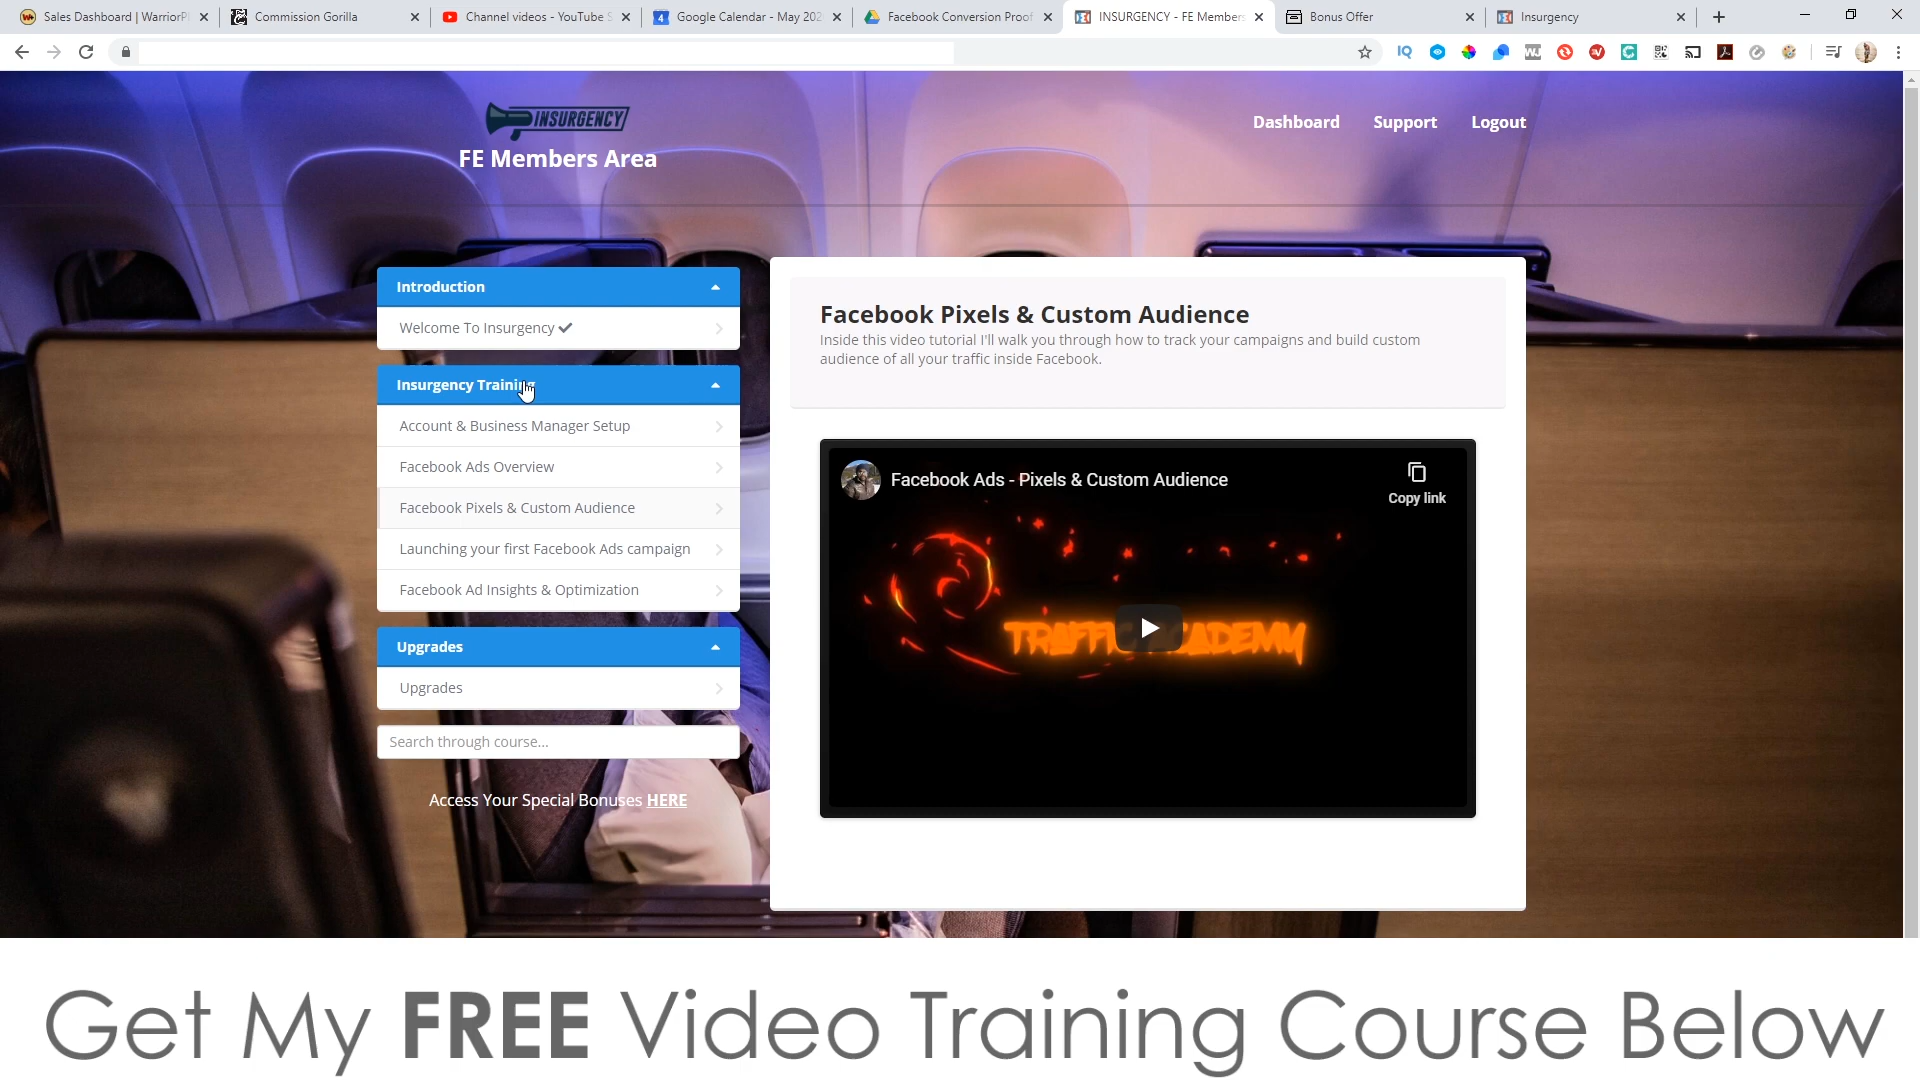 Sales Dashboard | WarriorP
Commission Gorilla
Channel videos - YouTube S
Google Calendar - May 202
Facebook Conversion Proof
INSURGENCY - FE Members
Bonus Offer
Insurgency
INSURGENCY
FE Members Area
Dashboard
Support
Logout
Introduction
Welcome To Insurgency
Insurgency Training
Account & Business Manager Setup
Facebook Ads Overview
Facebook Pixels & Custom Audience
Launching your first Facebook Ads campaign
Facebook Ad Insights & Optimization
Upgrades
Upgrades
Search through course...
Access Your Special Bonuses HERE
Facebook Pixels & Custom Audience
Inside this video tutorial I'll walk you through how to track your campaigns and build custom
audience of all your traffic inside Facebook.
Facebook Ads - Pixels & Custom Audience
Copy link
Get My FREE Video Training Course Below